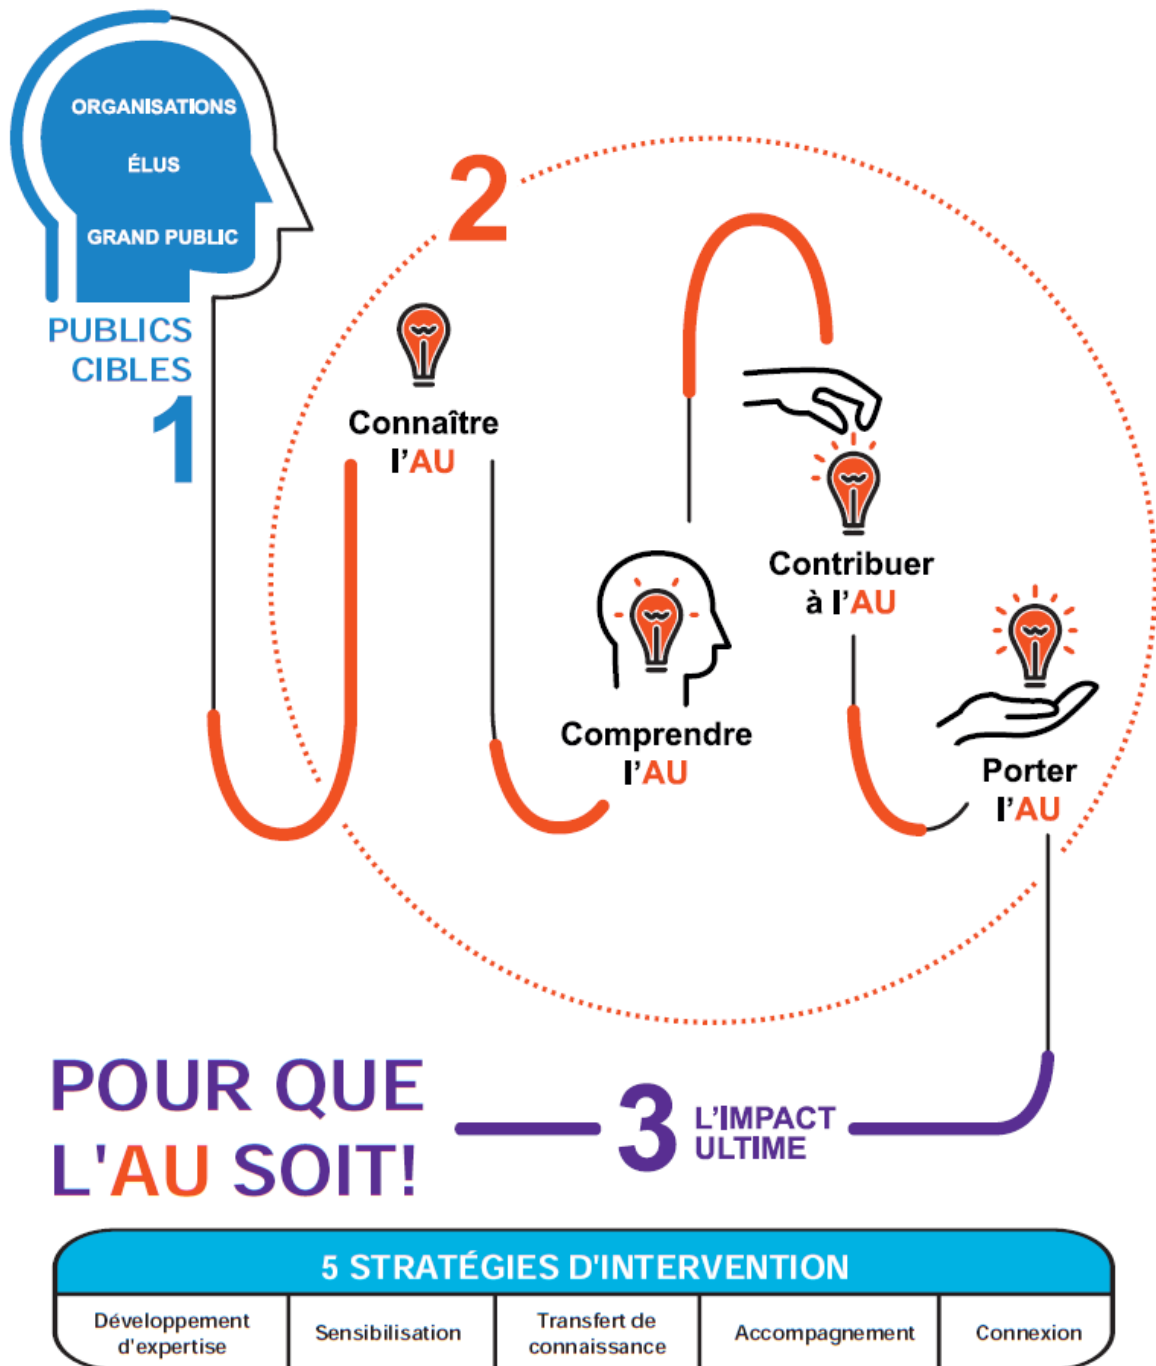 ORGANISATIONS
ÉLUS
GRAND PUBLIC
PUBLICS
CIBLES
1
2
Connaître
l'AU
Comprendre
l'AU
Contribuer
à l'AU
Porter
l'AU
3
L'IMPACT
ULTIME
POUR QUE
L'AU SOIT!
5 STRATÉGIES D'INTERVENTION
Développement
d'expertise
Sensibilisation
Transfert de
connaissance
Accompagnement
Connexion